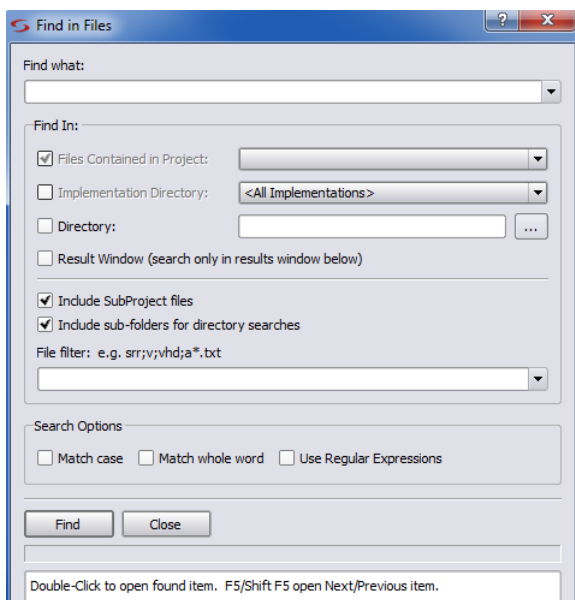 Find in Files
Find what:
Find In:
Files Contained in Project:
Implementation Directory: <All Implementations>
Directory: ...
Result Window (search only in results window below)
Include SubProject files
Include sub-folders for directory searches
File filter: e.g. srr;v;vhd;a*.txt
Search Options
Match case Match whole word Use Regular Expressions
Find Close
Double-Click to open found item. F5/Shift F5 open Next/Previous item.